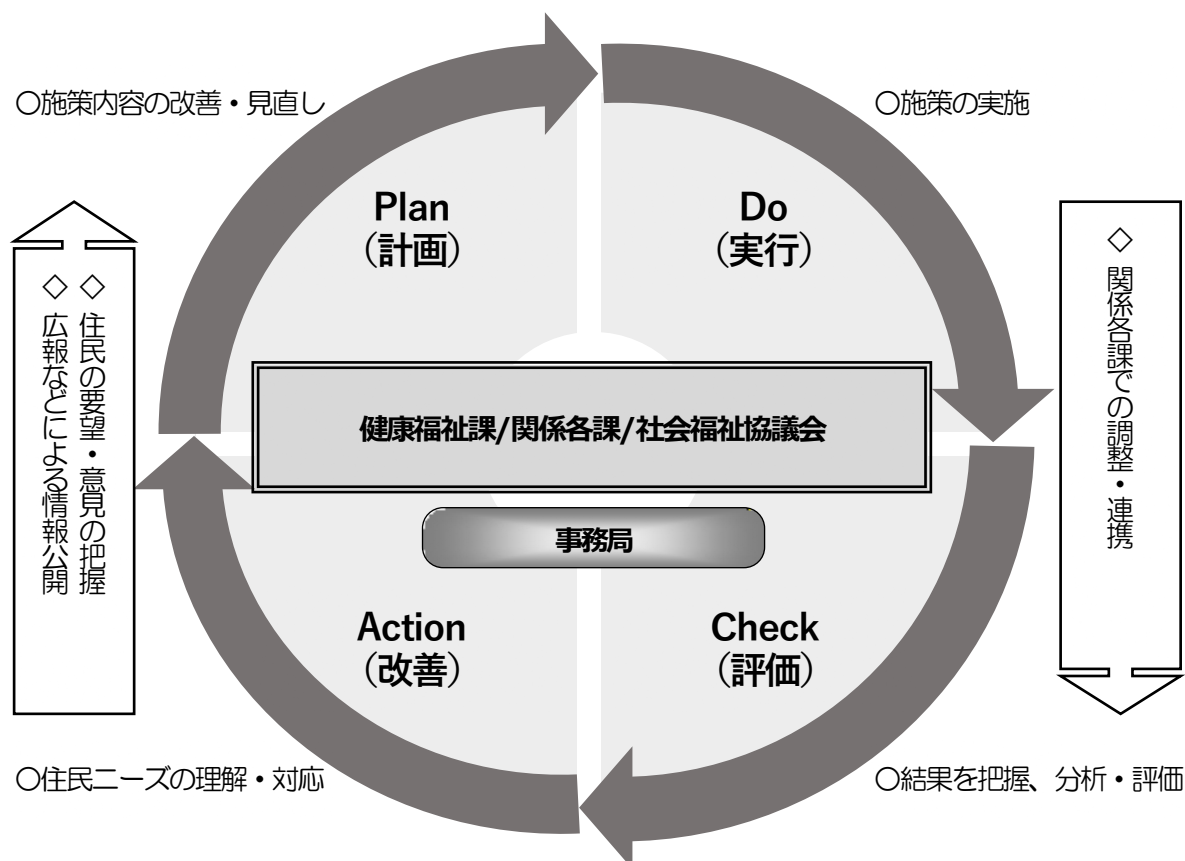 〇施策内容の改善・見直し
〇施策の実施
Plan
（計画）
Do
（実行）
◇ 住民の要望・意見の把握
◇ 広報などによる情報公開
◇ 関係各課での調整・連携
健康福祉課/関係各課/社会福祉協議会
事務局
Action
（改善）
Check
（評価）
〇住民ニーズの理解・対応
〇結果を把握、分析・評価